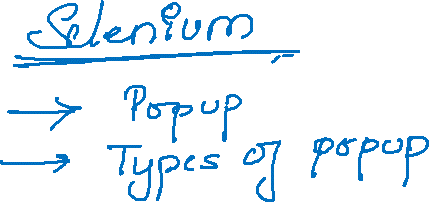 Selenium
→ Popup
→ Types of popup